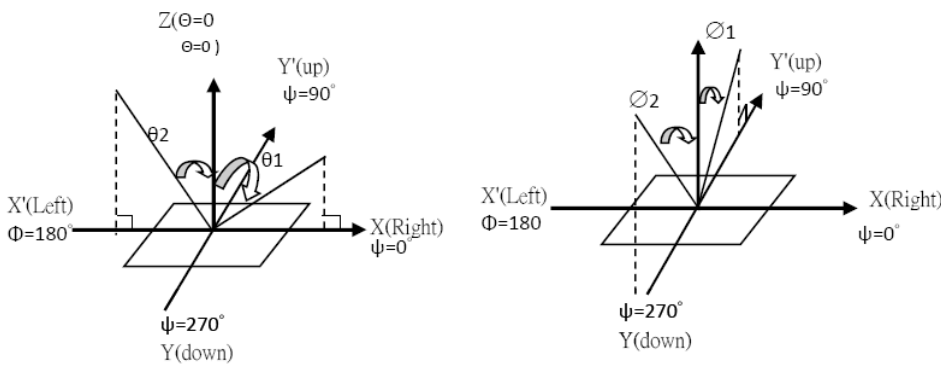 Z(Θ=0
Θ=0 )
Y'(up)
ψ=90°
θ2
θ1
X'(Left)
Φ=180°
X(Right)
ψ=0°
ψ=270°
Y(down)
∅1
Y'(up)
ψ=90°
∅2
X'(Left)
Φ=180
X(Right)
ψ=0°
ψ=270°
Y(down)